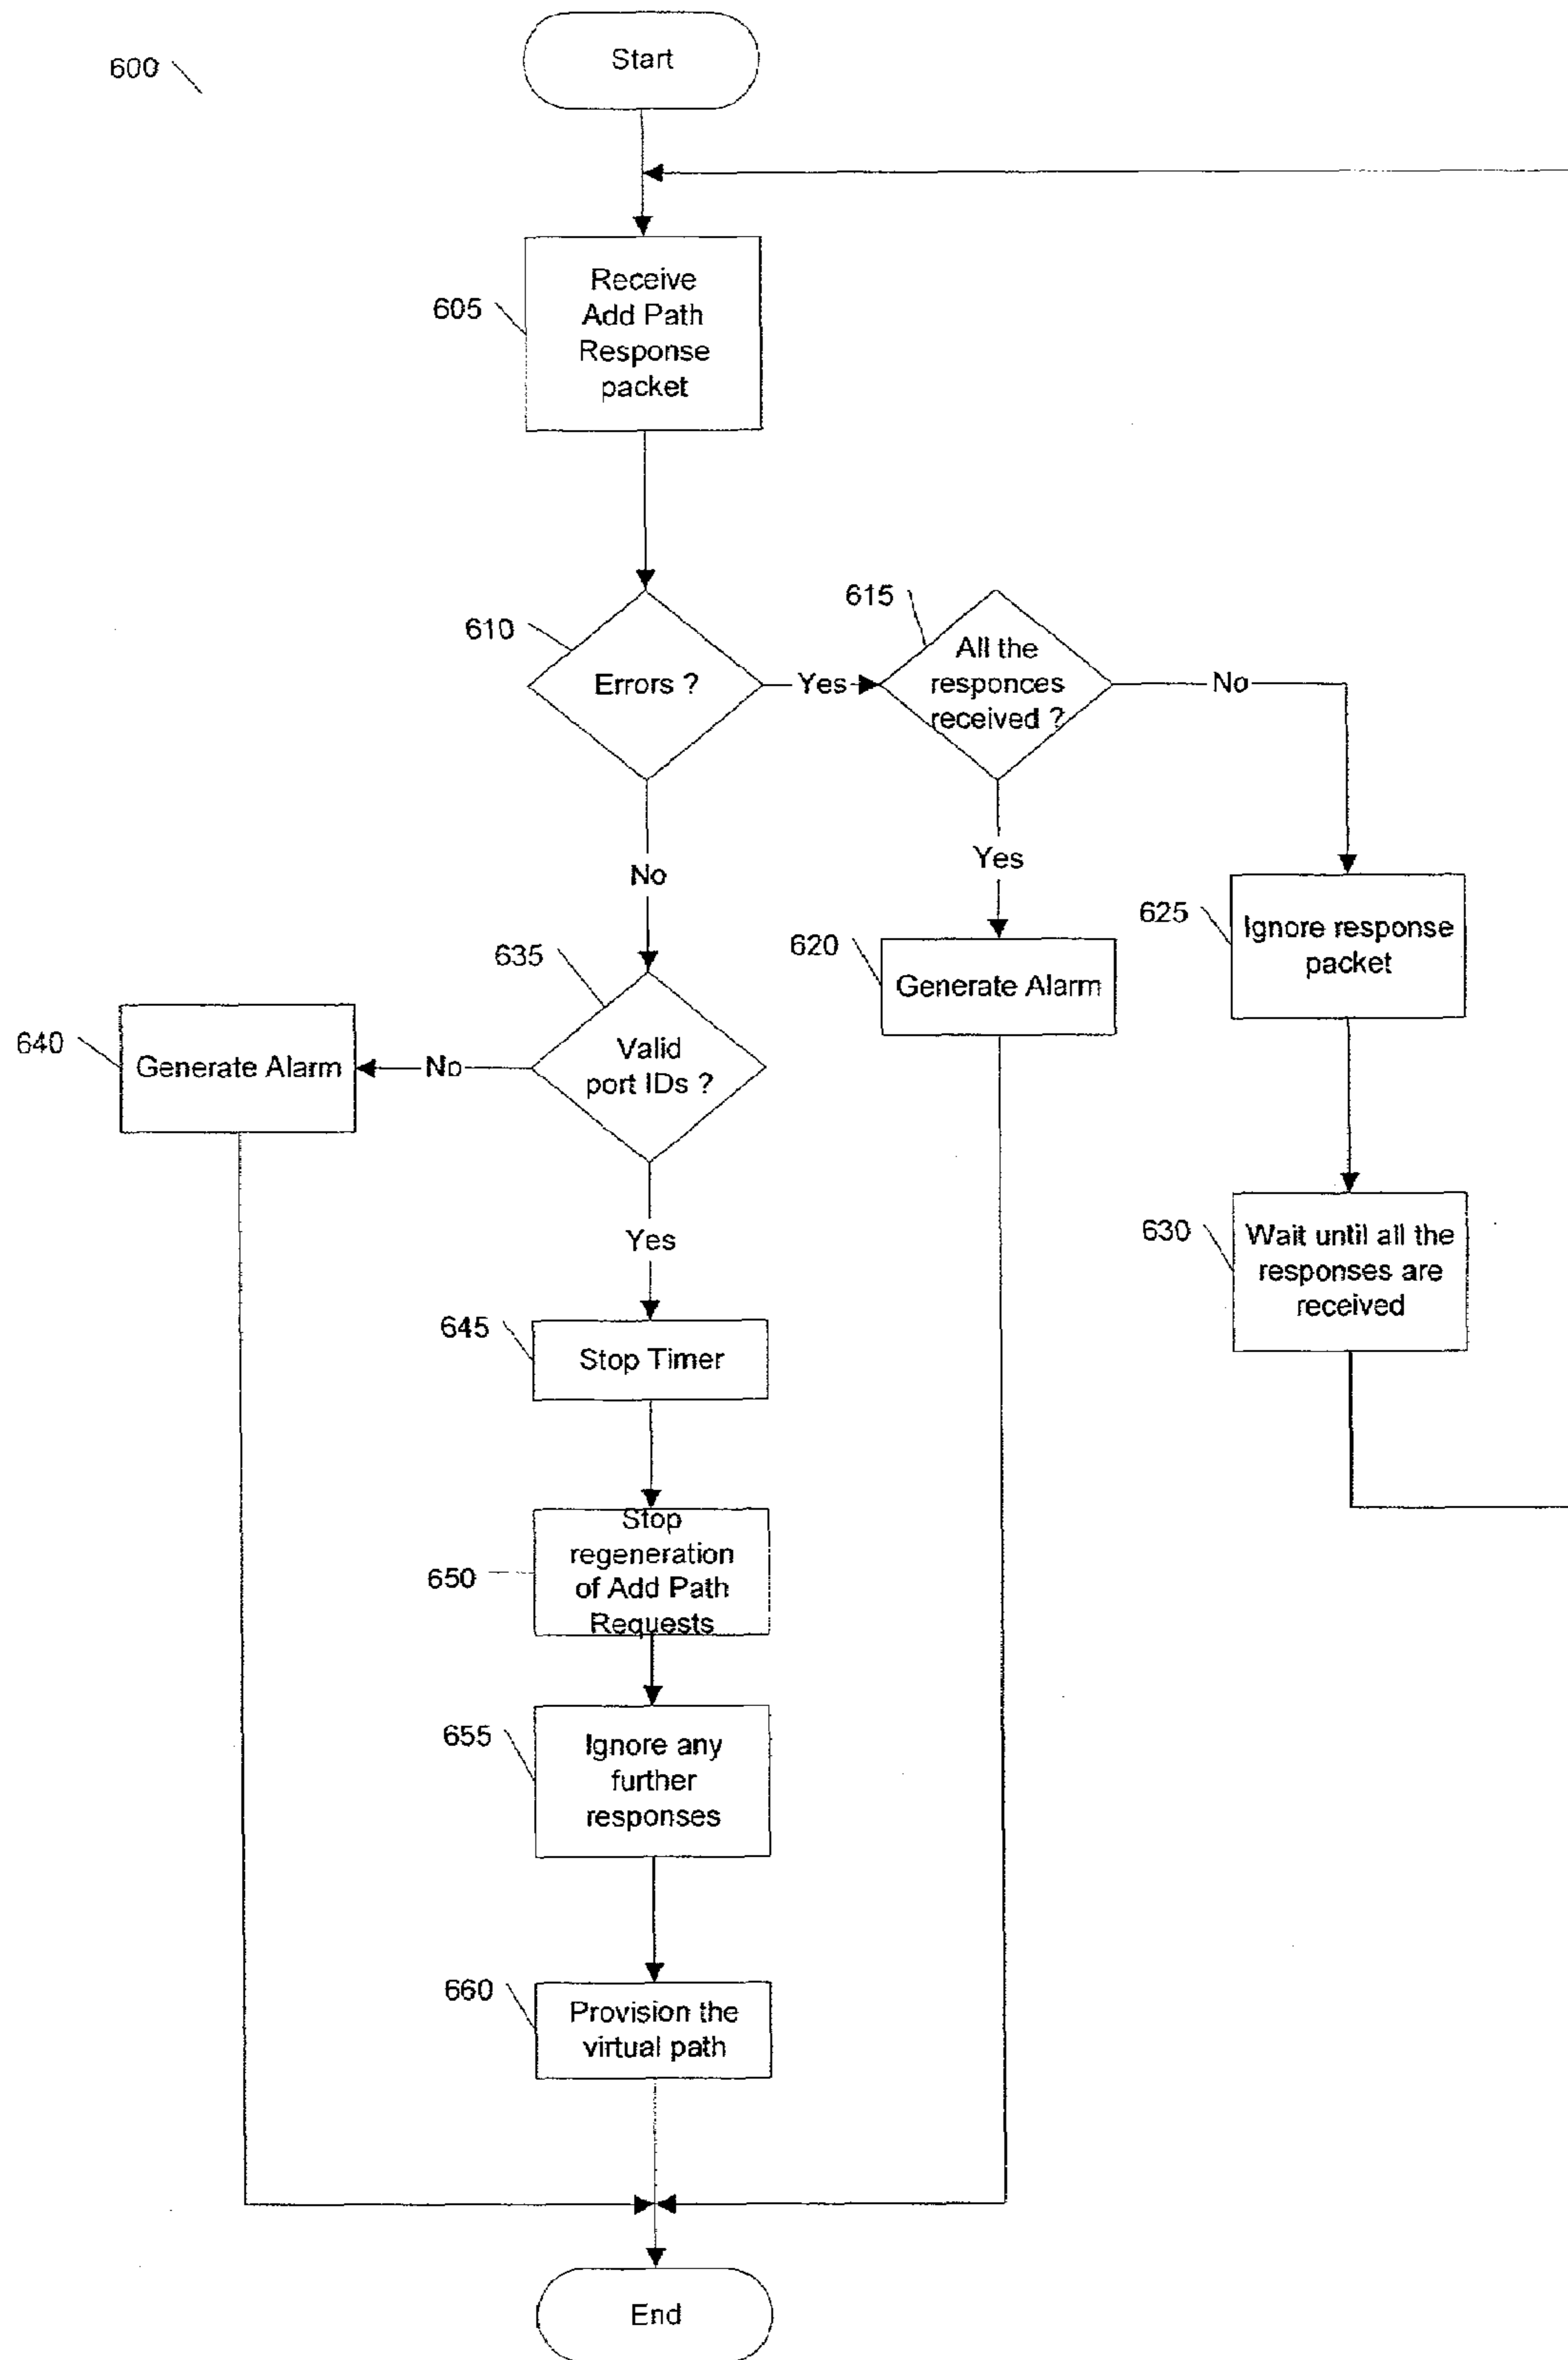 600
Start
605
Receive
Add Path
Response
packet
610
Errors ?
Yes
615
All the
responces
received ?
No
No
Yes
625
Ignore response
packet
620
Generate Alarm
635
Valid
port IDs ?
No
640
Generate Alarm
Yes
630
Wait until all the
responses are
received
645
Stop Timer
650
Stop
regeneration
of Add Path
Requests
655
Ignore any
further
responses
660
Provision the
virtual path
End